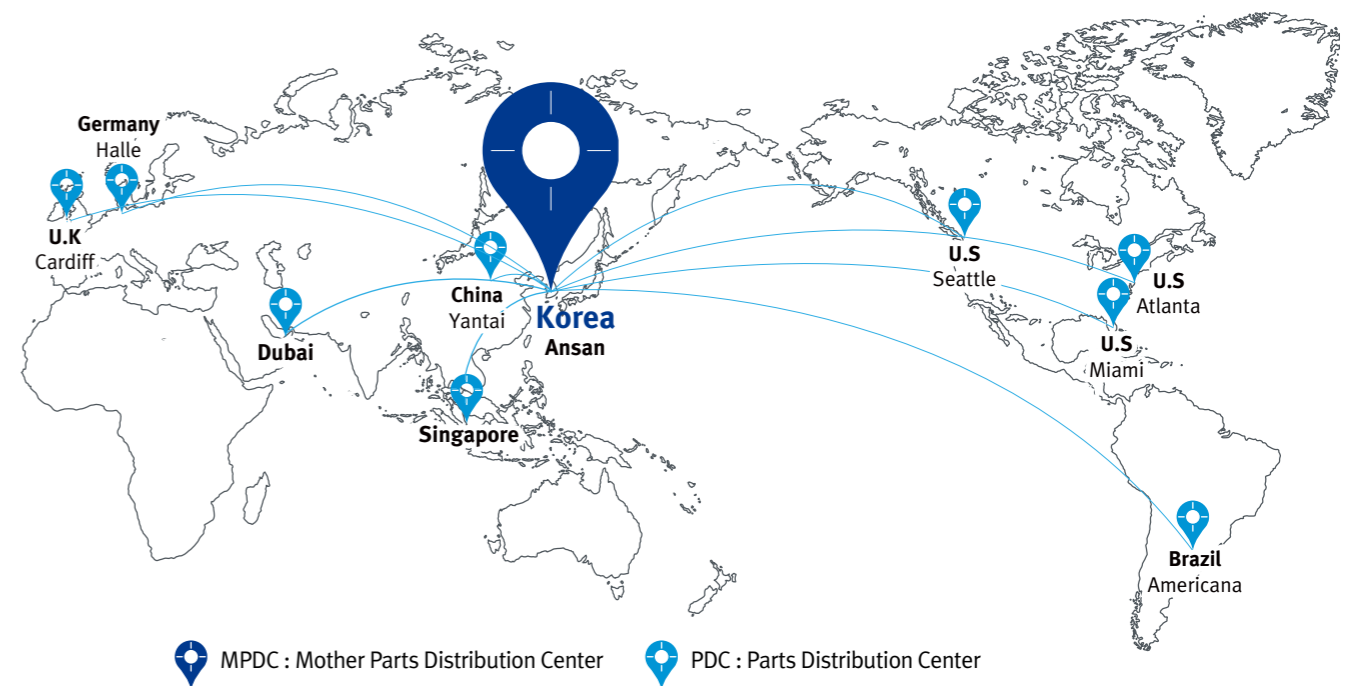 Germany
Halle
U.K
Cardiff
Dubai
China
Yantai
Korea
Ansan
Singapore
U.S
Seattle
U.S
Atlanta
U.S
Miami
Brazil
Americana
MPDC : Mother Parts Distribution Center
PDC : Parts Distribution Center